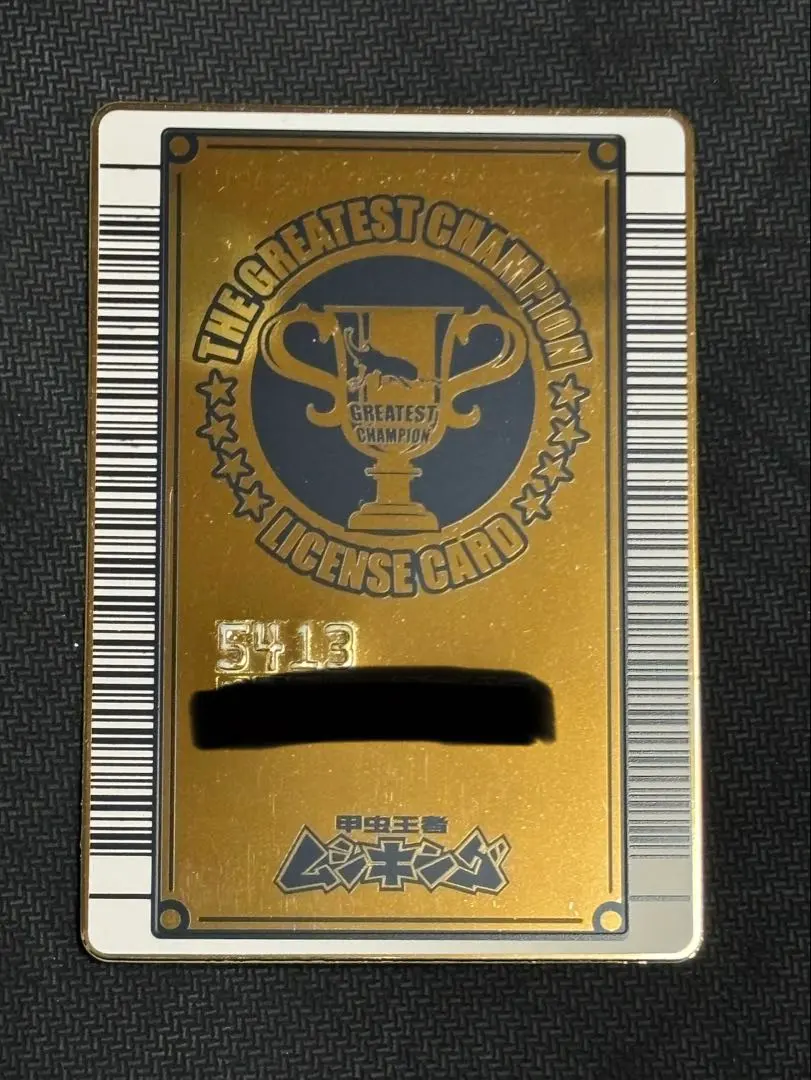 THE GREATEST CHAMPION
GREATEST
CHAMPION
LICENSE CARD
5413
甲虫王者
ムシキング